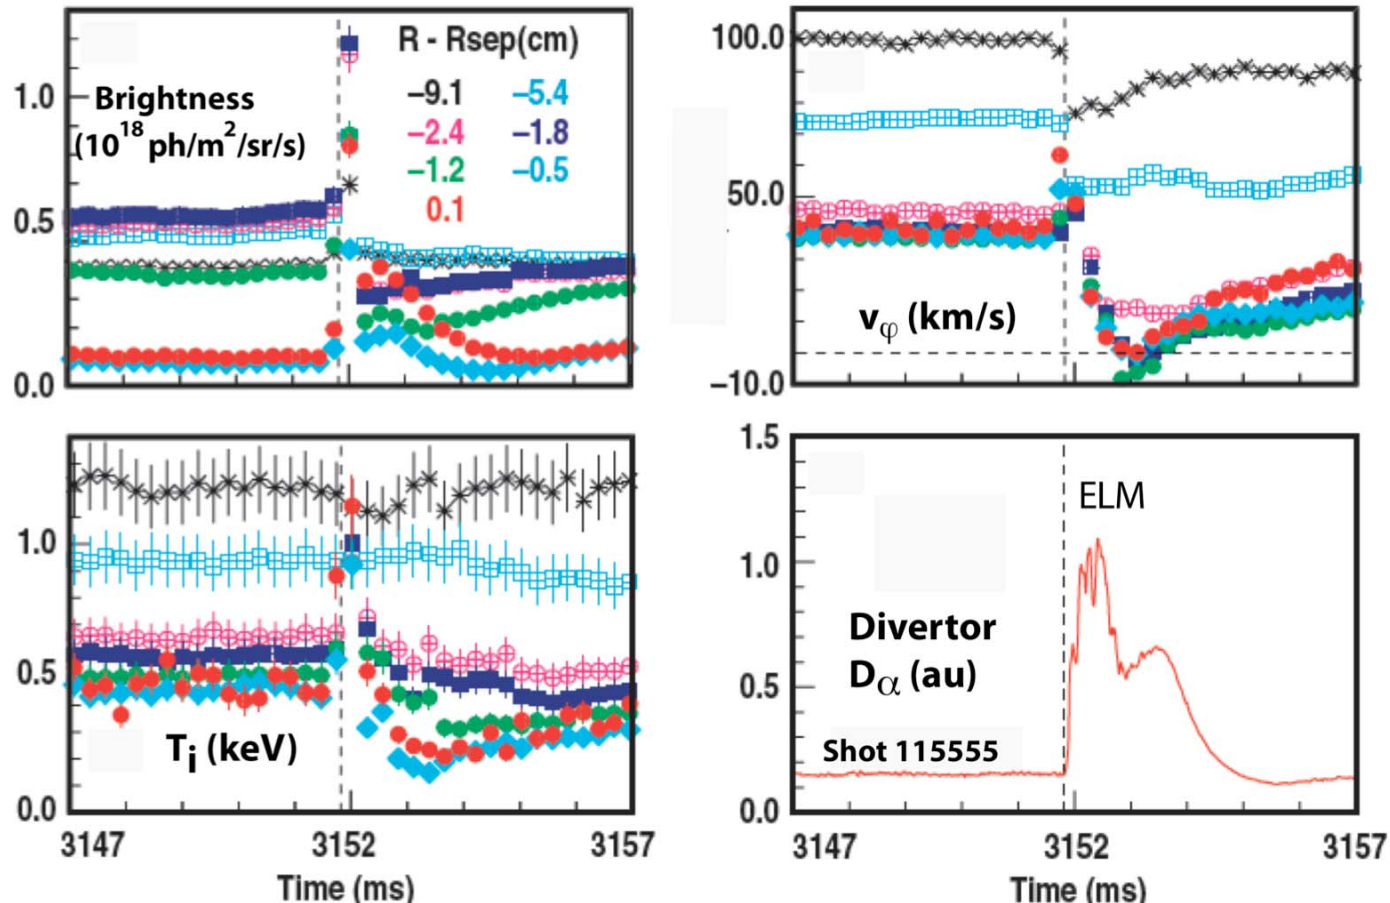 R - Rsep(cm)
−9.1 −5.4
−2.4 −1.8
−1.2 −0.5
0.1
Brightness
(10^18 ph/m^2/sr/s)
1.0
0.5
0.0
100.0
50.0
−10.0
vφ (km/s)
1.0
0.5
0.0
Ti (keV)
3147 3152 3157
Time (ms)
1.5
1.0
0.5
0.0
ELM
Divertor
Dα (au)
Shot 115555
3147 3152 3157
Time (ms)